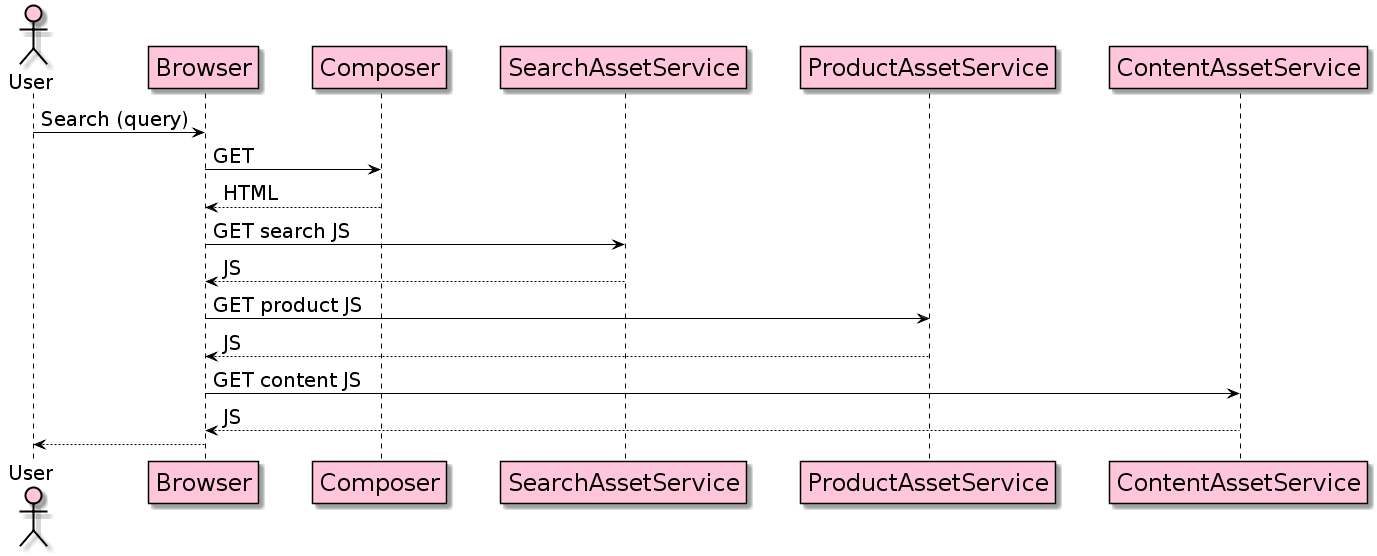 User
Browser
Composer
SearchAssetService
ProductAssetService
ContentAssetService
Search (query)
GET
HTML
GET search JS
JS
GET product JS
JS
GET content JS
JS
User
Browser
Composer
SearchAssetService
ProductAssetService
ContentAssetService